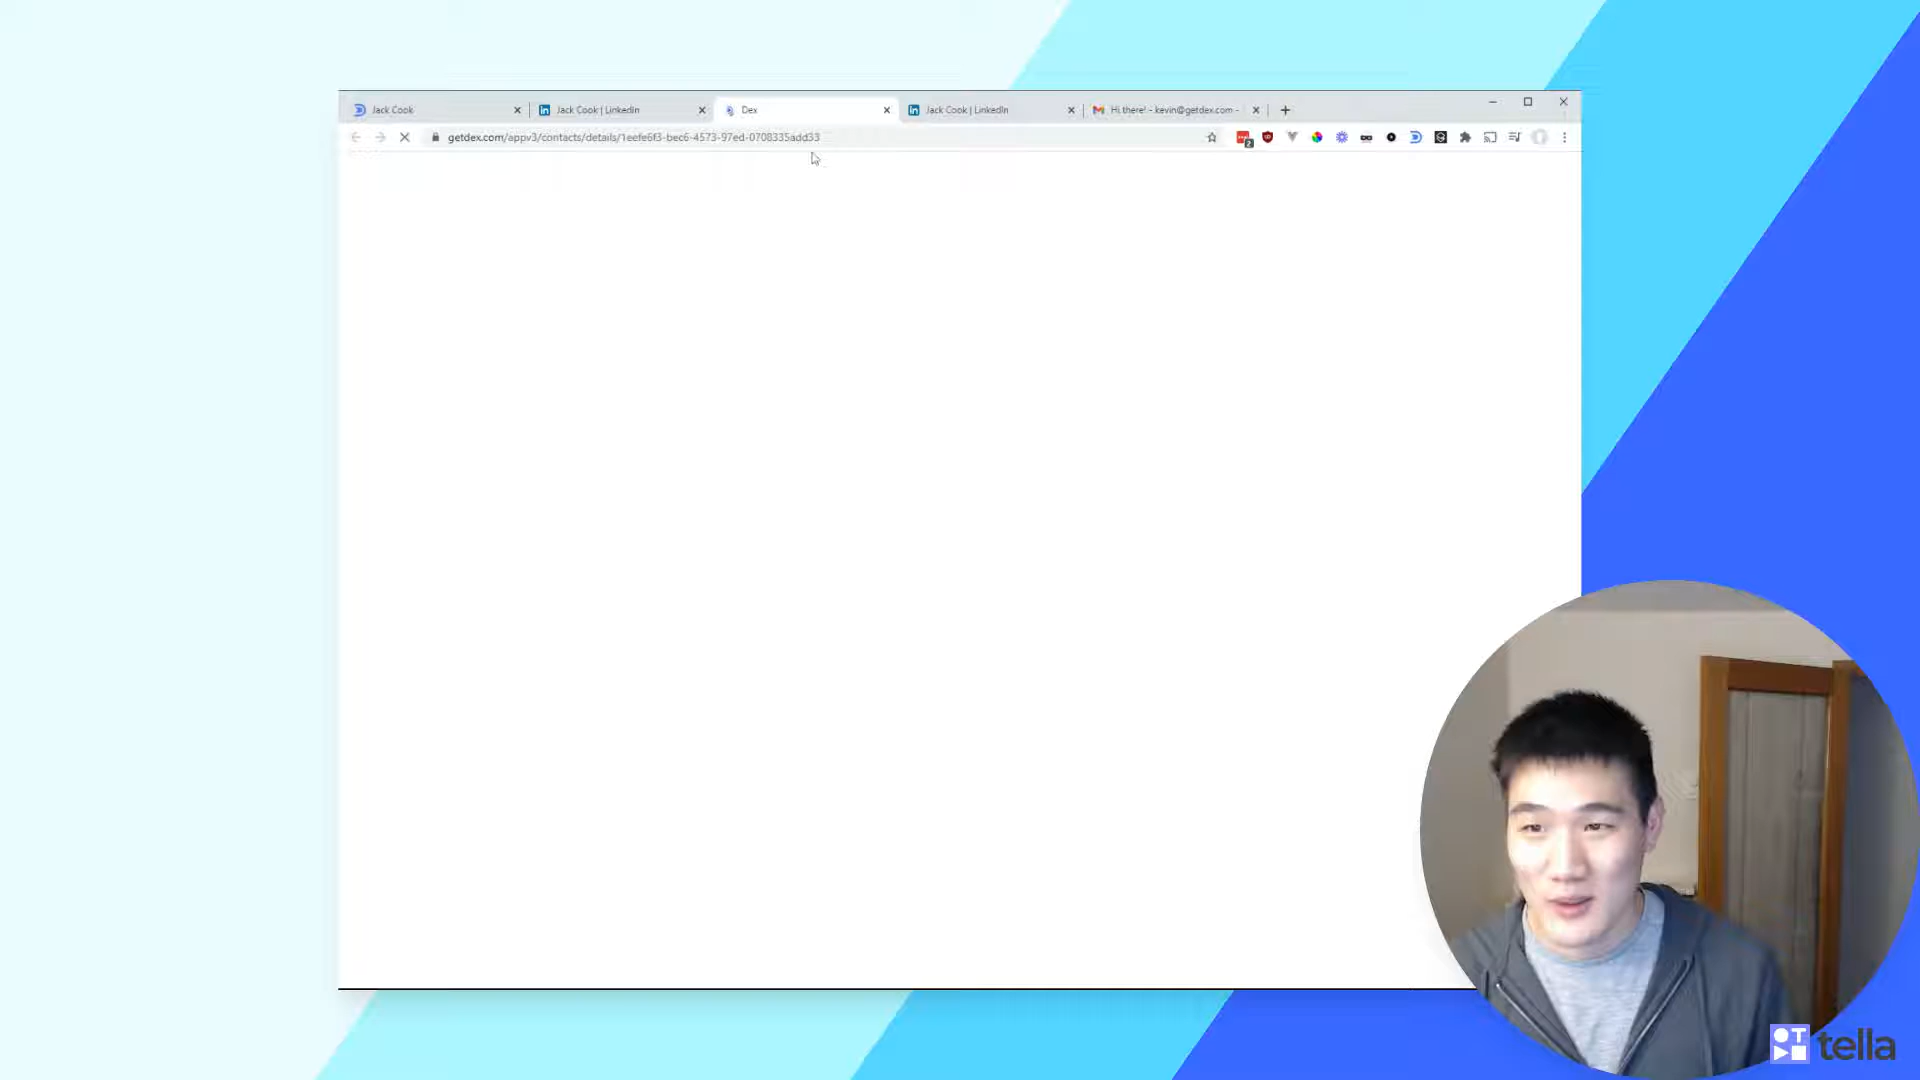 Jack Cook
Jack Cook | LinkedIn
Dex
Jack Cook | LinkedIn
Hi there! - kevin@getdex.com -
getdex.com/appv3/contacts/details/1eefe6f3-bec6-4573-97ed-0708335add33
2
tella